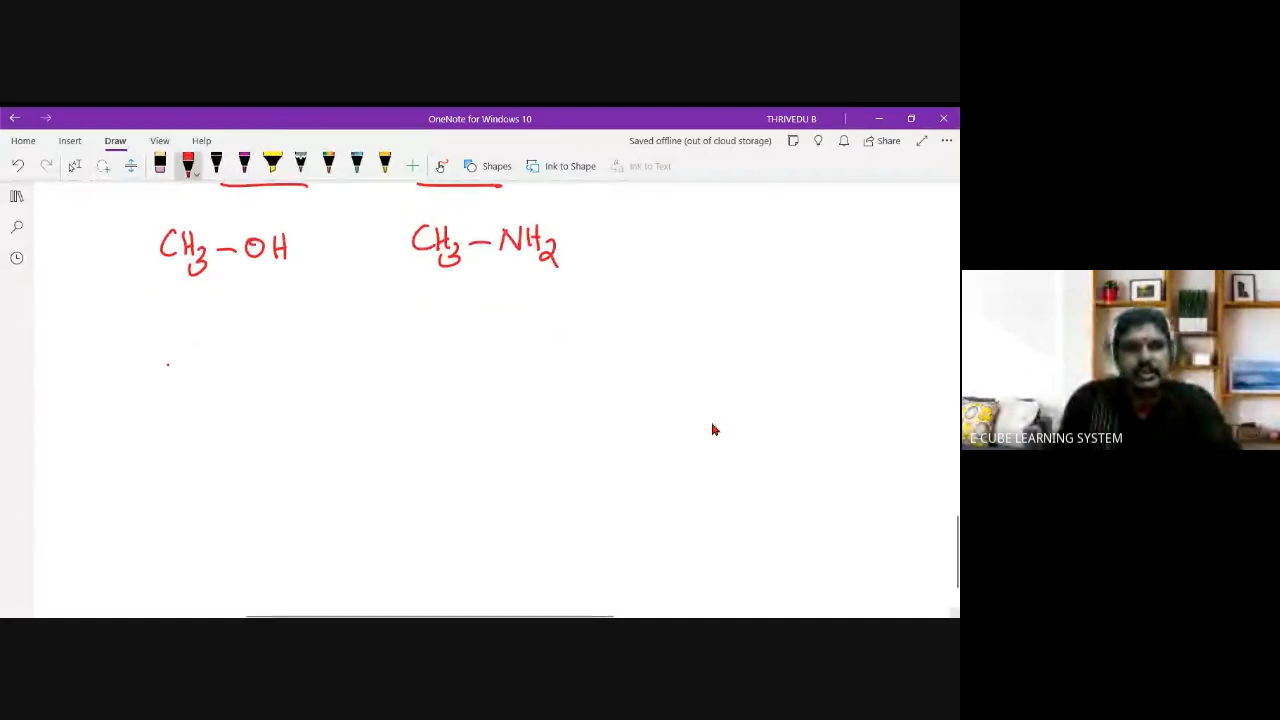 OneNote for Windows 10 THRIVEDU B
Home Insert Draw View Help Saved offline (out of cloud storage) Share
Shapes Ink to Shape Ink to Text
CH3 – OH CH3 – NH2
E CUBE LEARNING SYSTEM